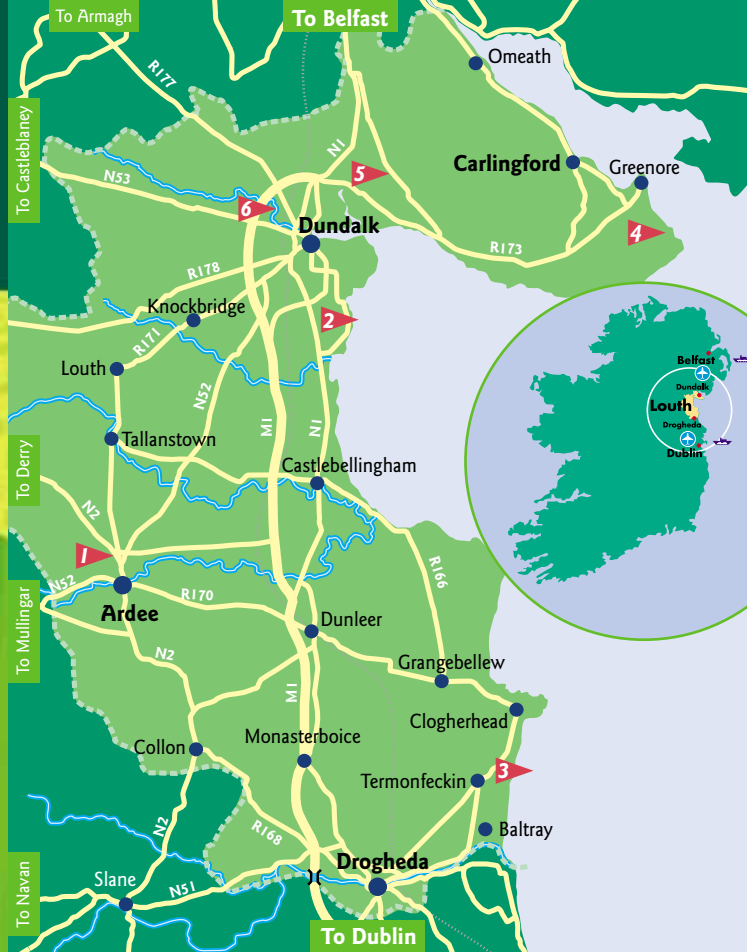 To Armagh
To Belfast
Omeath
R177
To Castleblaney
N1
Carlingford
Greenore
N53
5
6
Dundalk
4
R173
R178
Knockbridge
2
R171
Louth
N52
M1
N1
Belfast
Dundalk
Louth
Drogheda
Dublin
Tallanstown
To Derry
Castlebellingham
N2
1
R166
N52
Ardee
R170
To Mullingar
Dunleer
N2
Grangebellew
M1
Clogherhead
Collon
Monasterboice
3
Termonfeckin
N2
R168
Baltray
Drogheda
To Navan
Slane
N51
To Dublin